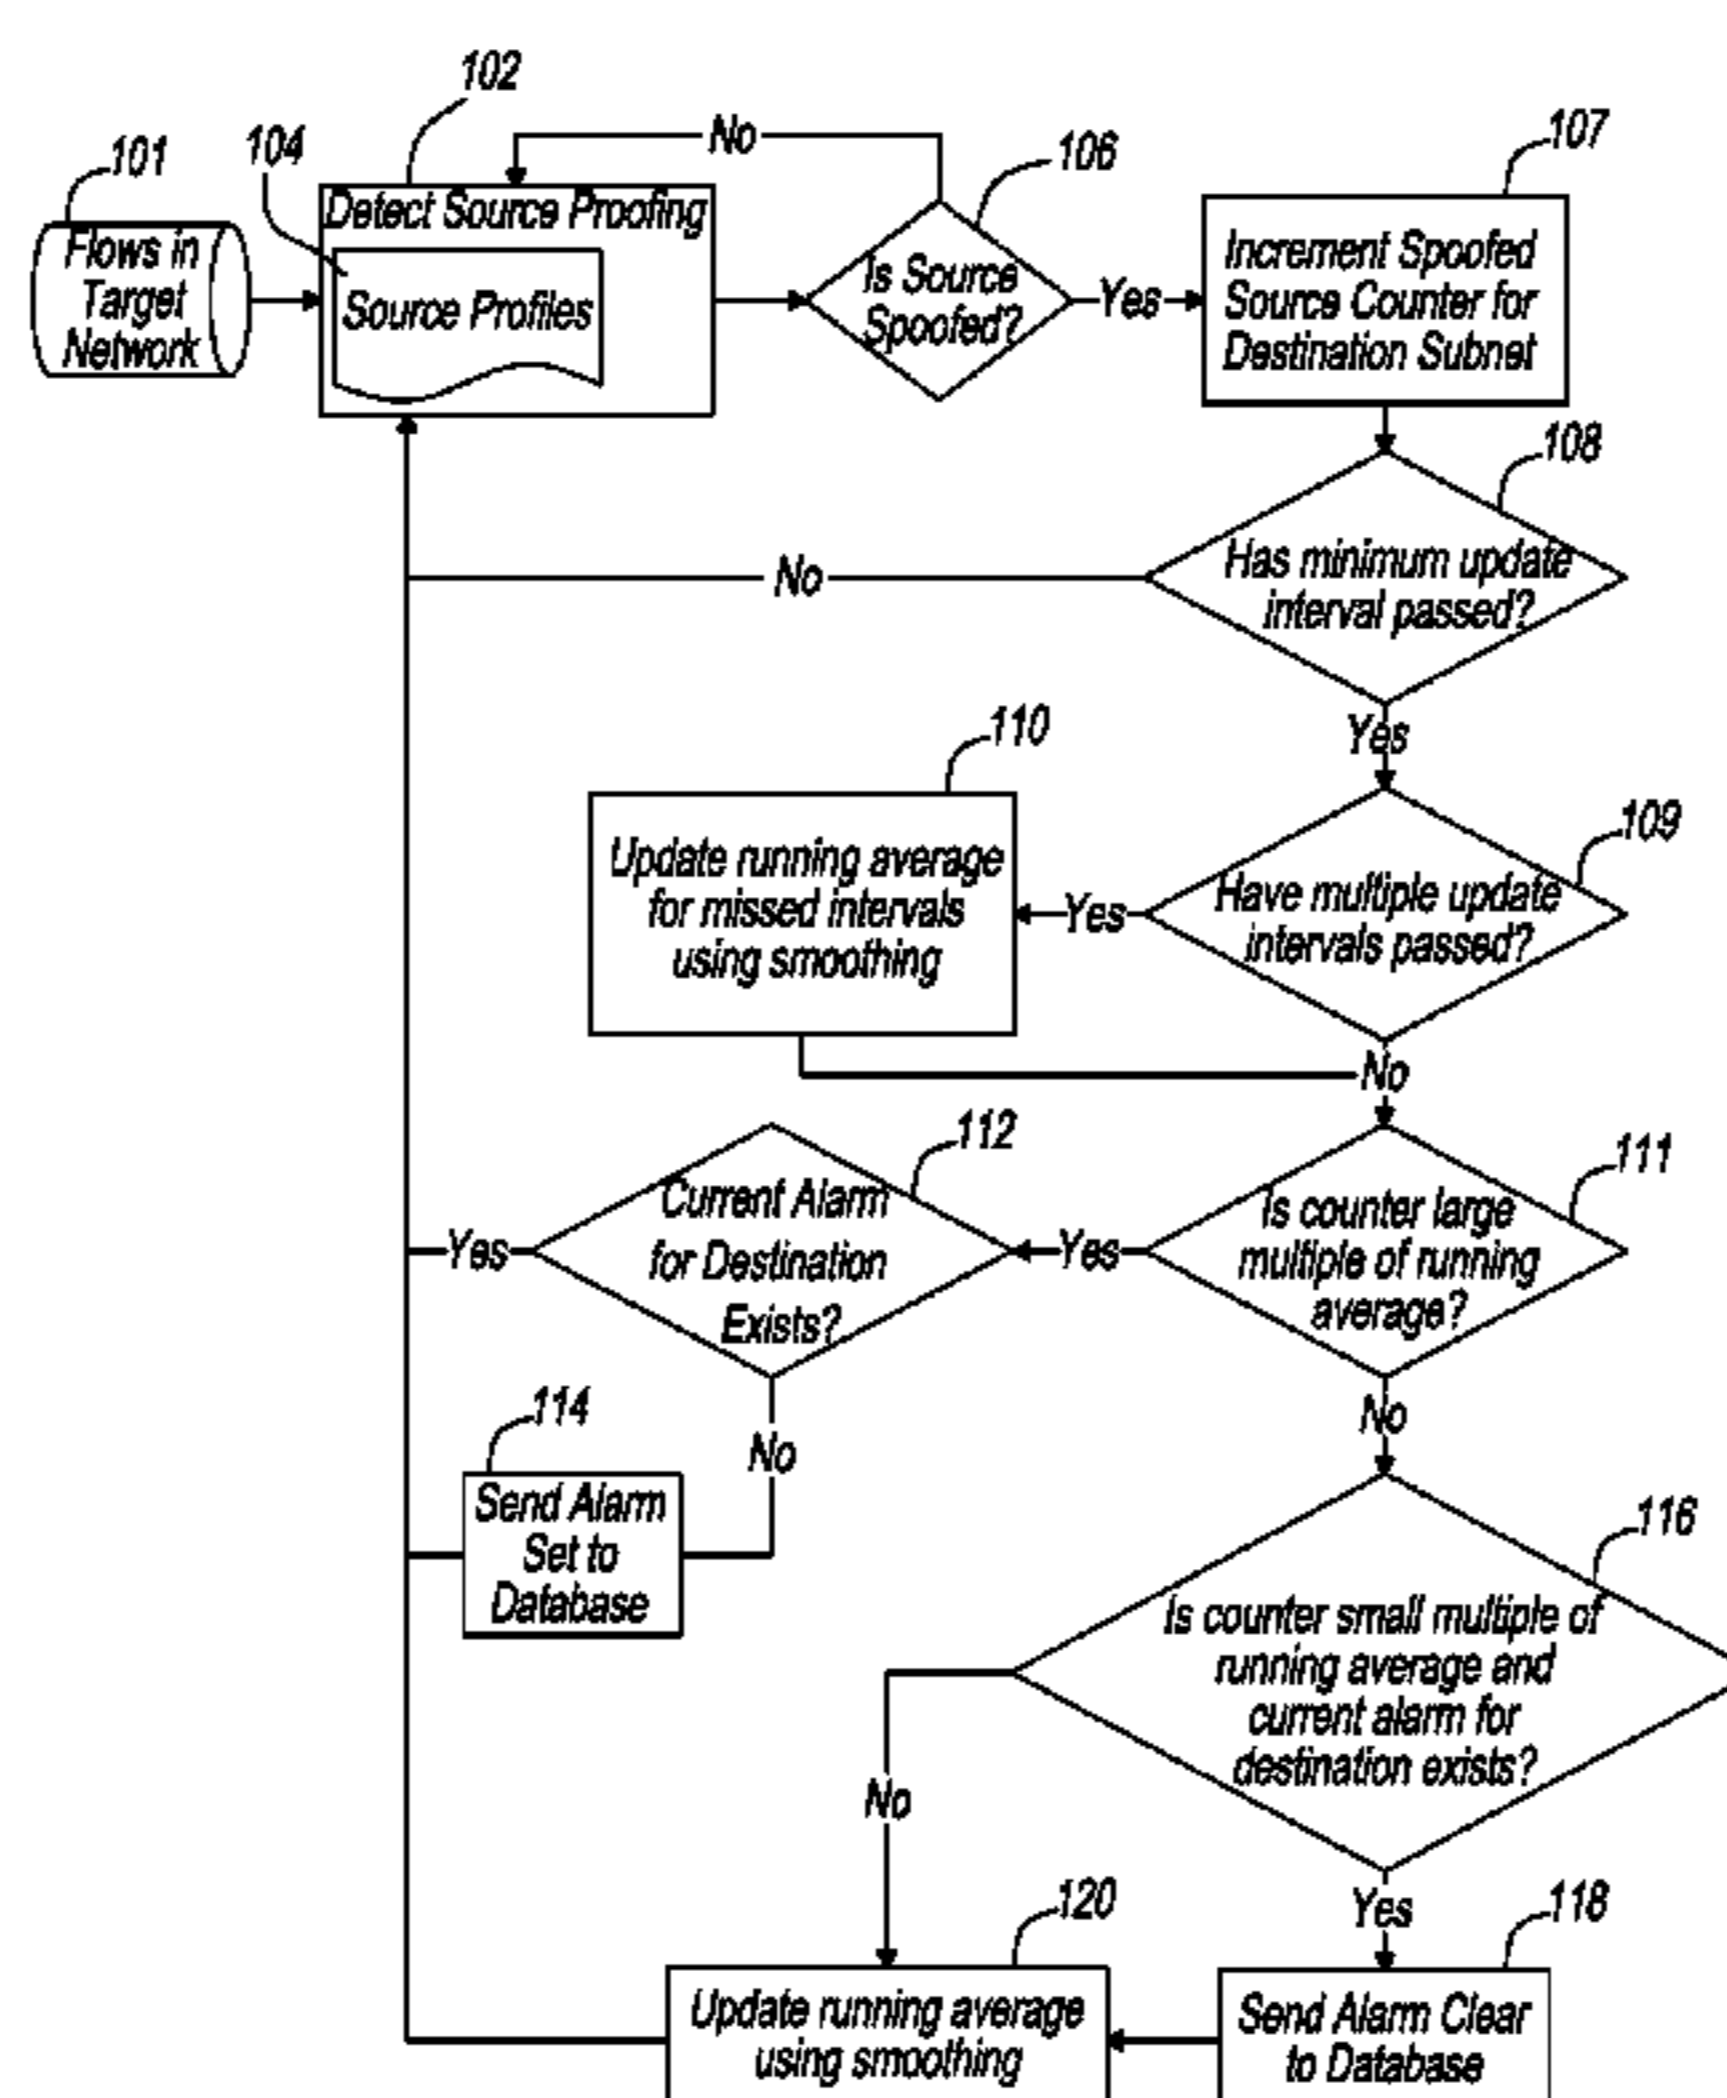 102
101
104
No
106
107
Flows in
Target
Network
Detect Source Proofing
Source Profiles
Is Source
Spoofed?
Yes
Increment Spoofed
Source Counter for
Destination Subnet
108
No
Has minimum update
interval passed?
Yes
110
109
Update running average
for missed intervals
using smoothing
Yes
Have multiple update
intervals passed?
No
112
111
Yes
Current Alarm
for Destination
Exists?
Yes
Is counter large
multiple of running
average?
No
114
No
Send Alarm
Set to
Database
116
Is counter small multiple of
running average and
current alarm for
destination exists?
No
Yes
120
118
Update running average
using smoothing
Send Alarm Clear
to Database